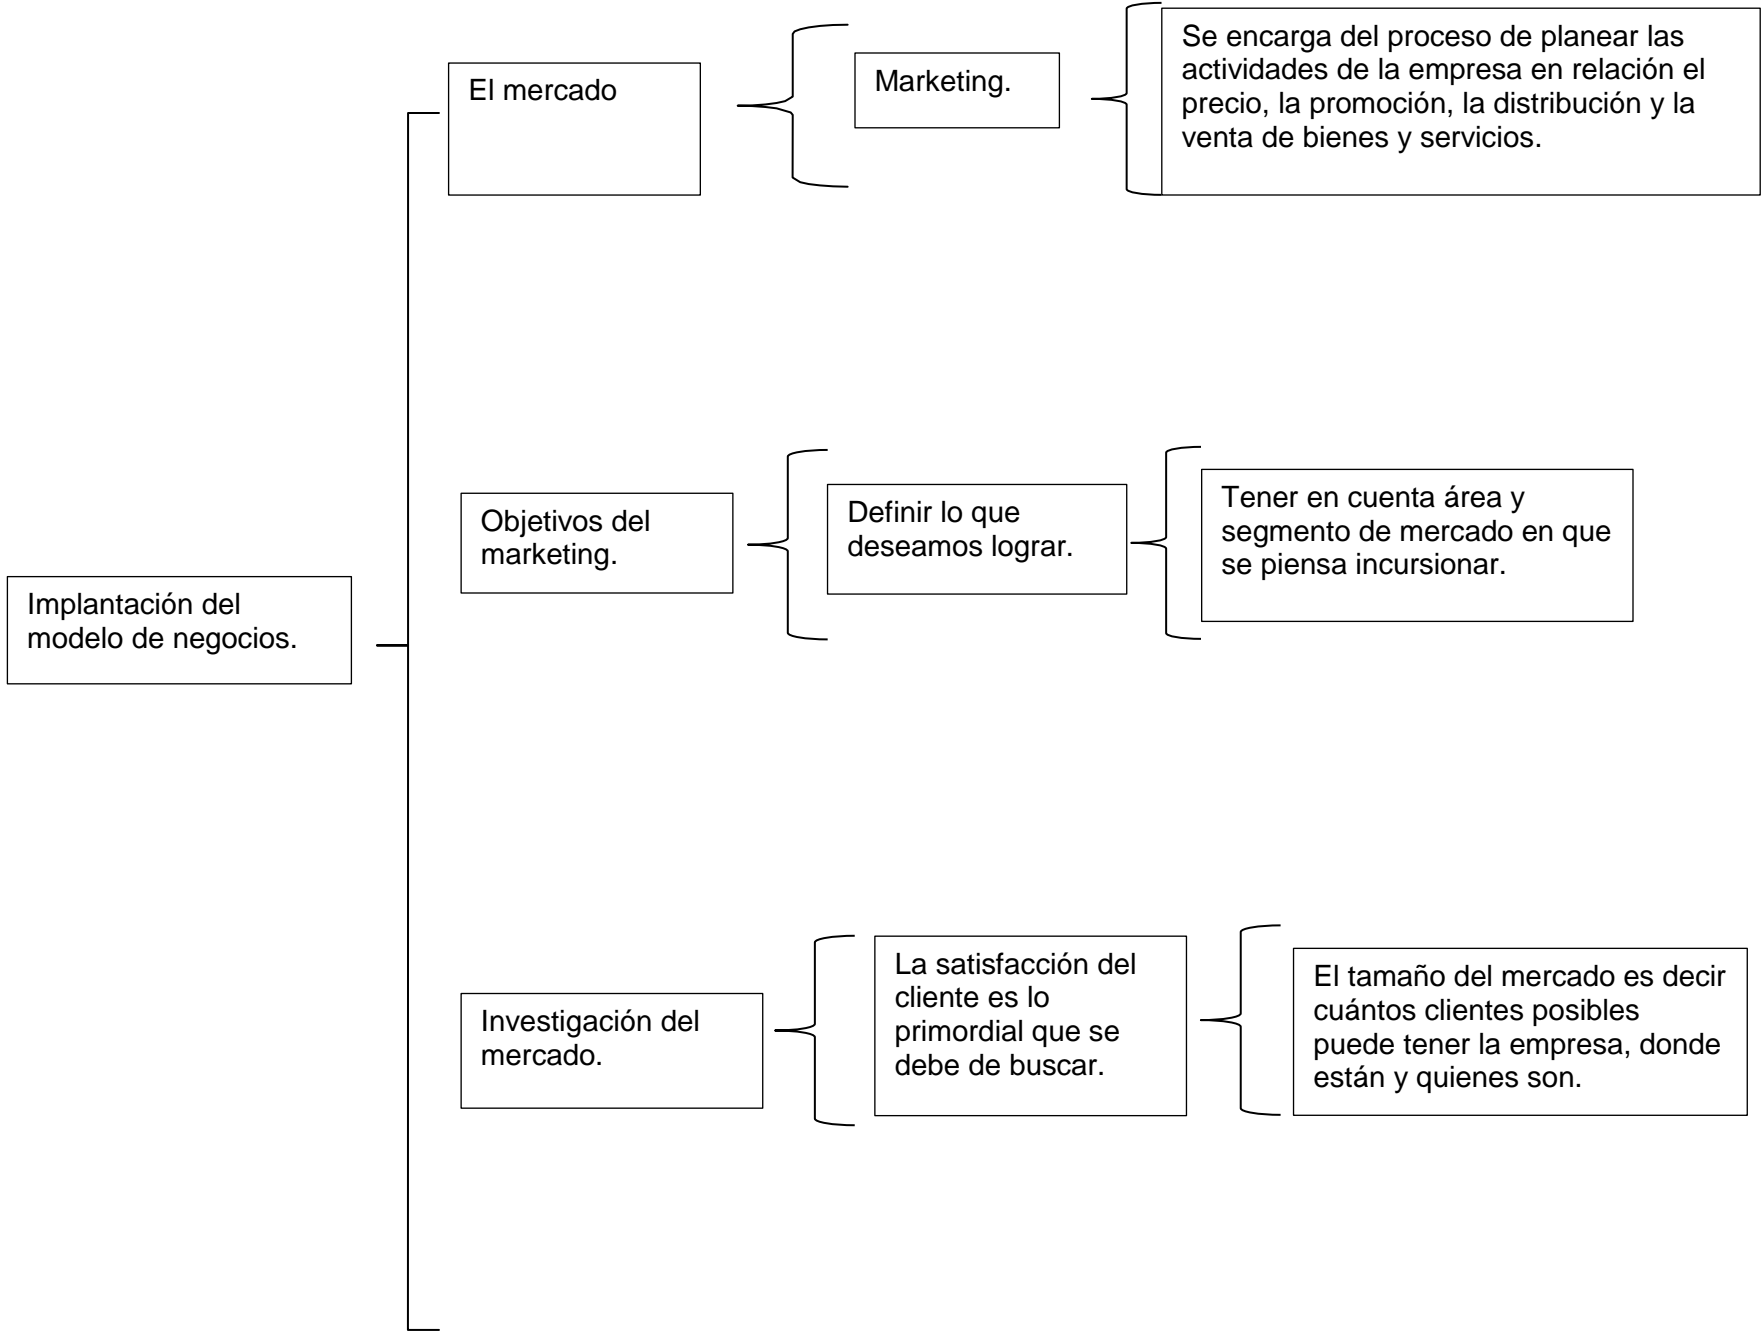 El mercado
Marketing.
Se encarga del proceso de planear las
actividades de la empresa en relación el
precio, la promoción, la distribución y la
venta de bienes y servicios.
Implantación del
modelo de negocios.
Objetivos del
marketing.
Definir lo que
deseamos lograr.
Tener en cuenta área y
segmento de mercado en que
se piensa incursionar.
Investigación del
mercado.
La satisfacción del
cliente es lo
primordial que se
debe de buscar.
El tamaño del mercado es decir
cuántos clientes posibles
puede tener la empresa, donde
están y quienes son.